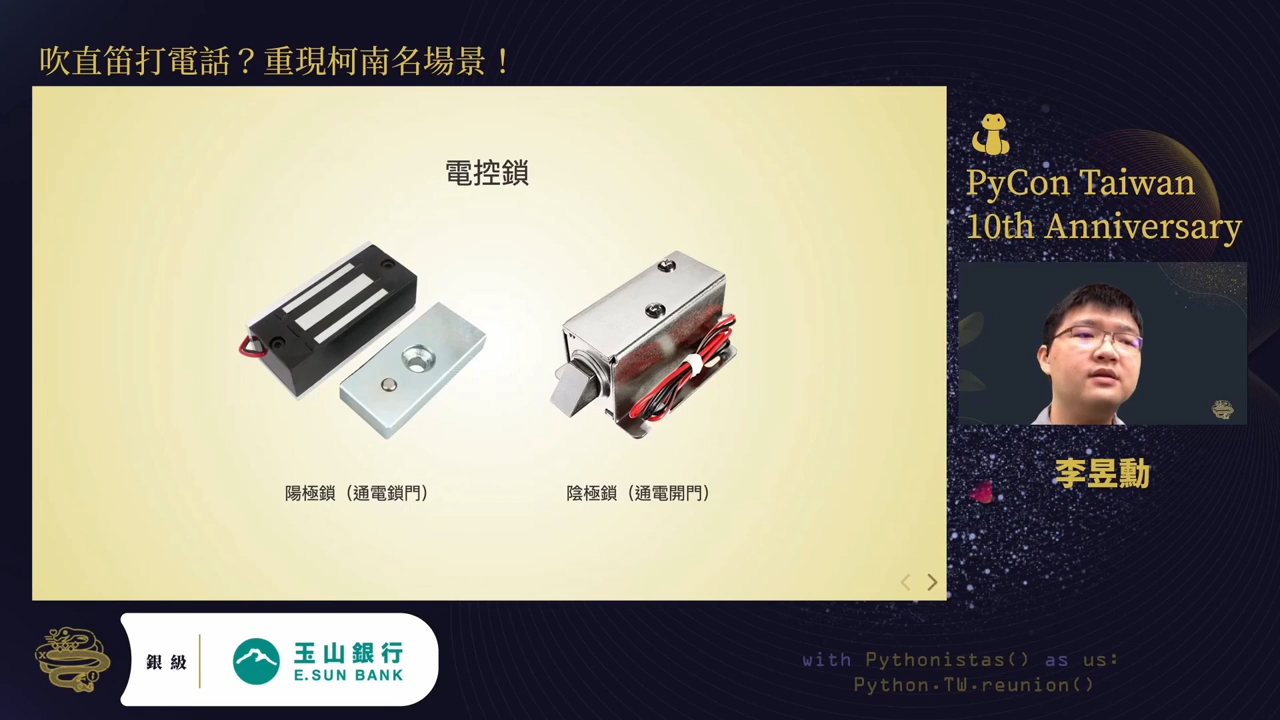 吹直笛打電話？重現柯南名場景！
電控鎖
陽極鎖（通電鎖門）
陰極鎖（通電開門）
PyCon Taiwan
10th Anniversary
李昱勳
銀級
玉山銀行
E.SUN BANK
with Pythonistas() as us:
Python.TW.reunion()